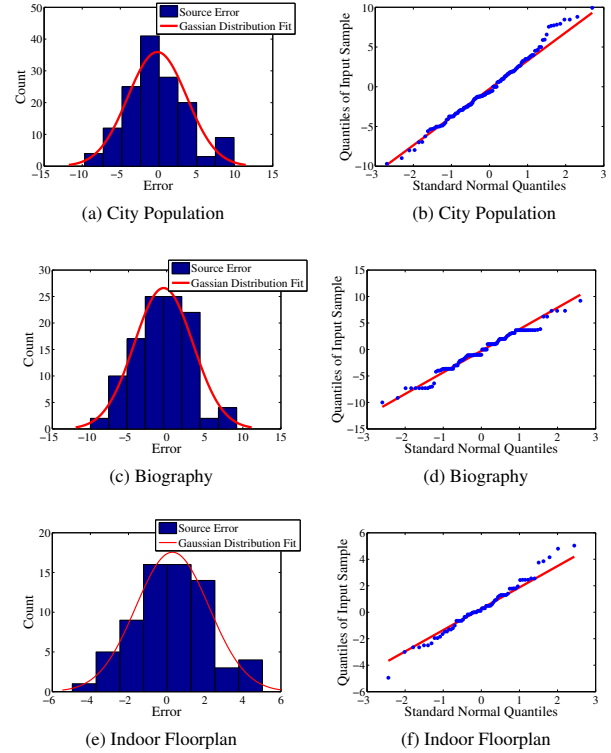 Source Error
Gassian Distribution Fit
Count
50
40
30
20
10
0
−15 −10 −5 0 5 10 15
Error
(a) City Population
Quantiles of Input Sample
10
5
0
−5
−10
−3 −2 −1 0 1 2 3
Standard Normal Quantiles
(b) City Population
Source Error
Gassian Distribution Fit
Count
30
25
20
15
10
5
0
−15 −10 −5 0 5 10 15
Error
(c) Biography
Quantiles of Input Sample
15
10
5
0
−5
−10
−15
−3 −2 −1 0 1 2 3
Standard Normal Quantiles
(d) Biography
Source Error
Gaussian Distribution Fit
Count
20
15
10
5
0
−6 −4 −2 0 2 4 6
Error
(e) Indoor Floorplan
Quantiles of Input Sample
6
4
2
0
−2
−4
−6
−3 −2 −1 0 1 2 3
Standard Normal Quantiles
(f) Indoor Floorplan